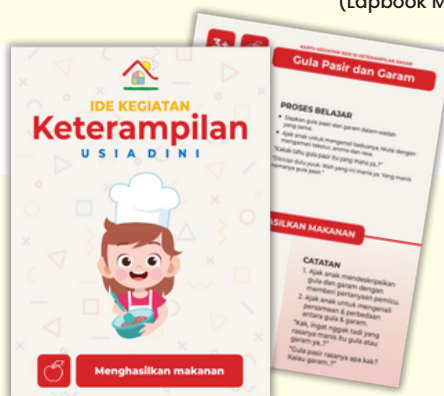 (Lapbook M
IDE KEGIATAN
Keterampilan
USIA DINI
Menghasilkan makanan
3+
KARTU KEGIATAN SERI 10 KETERAMPILAN DASAR
Gula Pasir dan Garam
PROSES BELAJAR
• Siapkan gula pasir dan garam dalam wadah
yang sama.
• Ajak anak untuk mengenali keduanya. Mulai dengan
mengamati tekstur, aroma dan rasa.
"Kakak tahu gula pasir itu yang mana ya..?"
"Dicicipi dulu yuuk. Wah yang ini manis ya. Yang manis
namanya gula pasir."
SILKAN MAKANAN
CATATAN
1. Ajak anak mendeskripsikan
gula dan garam dengan
memberi pertanyaan pemicu.
2. Ajak anak untuk mengenali
persamaan & perbedaan
antara gula & garam.
"Kak, ingat nggak tadi yang
rasanya manis itu gula atau
garam ya..?"
"Gula pasir rasanya apa kak?
Kalau garam..?"